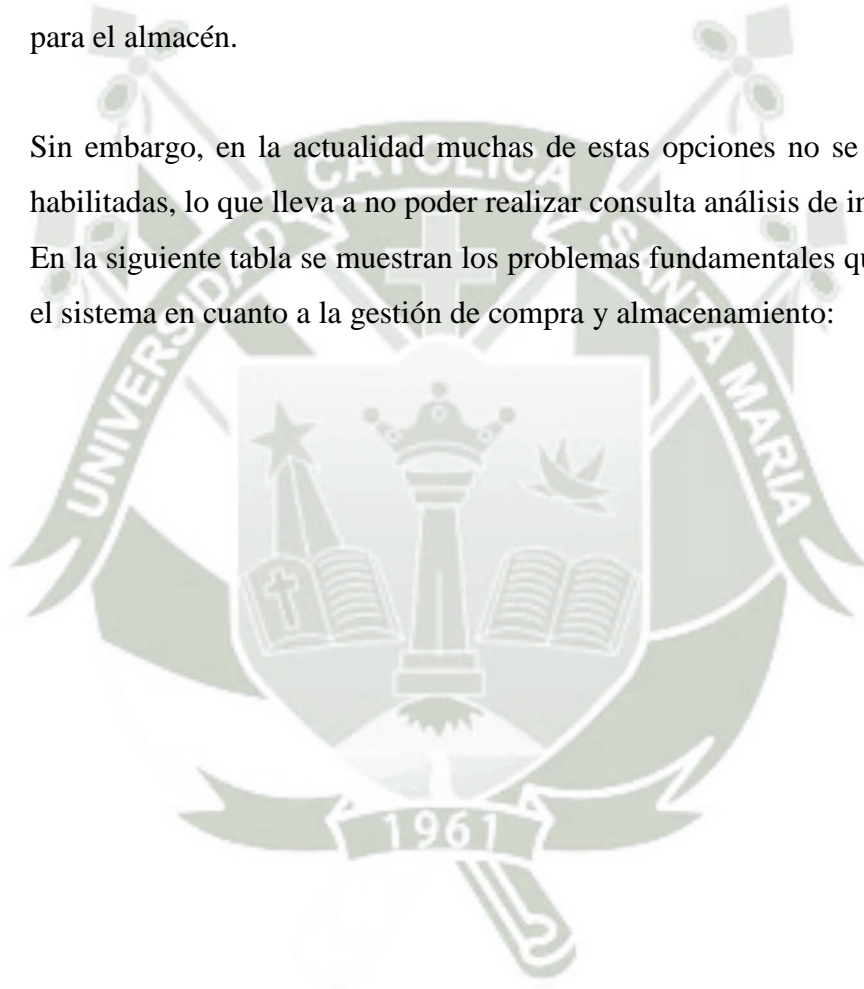 para el almacén.
Sin embargo, en la actualidad muchas de estas opciones no se
habilitadas, lo que lleva a no poder realizar consulta análisis de
En la siguiente tabla se muestran los problemas fundamentales
el sistema en cuanto a la gestión de compra y almacenamiento:
UNIVERSIDAD CATOLICA SANTA MARIA
1961